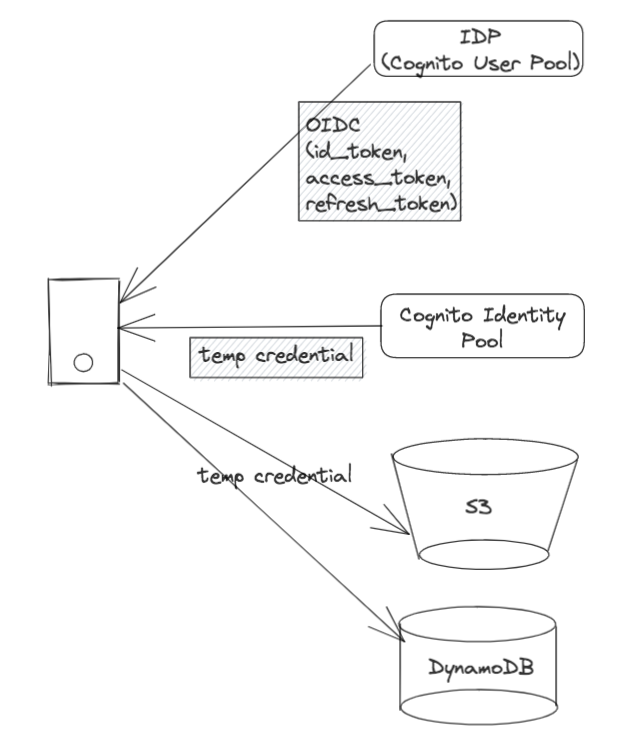 IDP
(Cognito User Pool)
OIDC
(id_token,
access_token,
refresh_token)
Cognito Identity
Pool
temp credential
temp credential
S3
DynamoDB